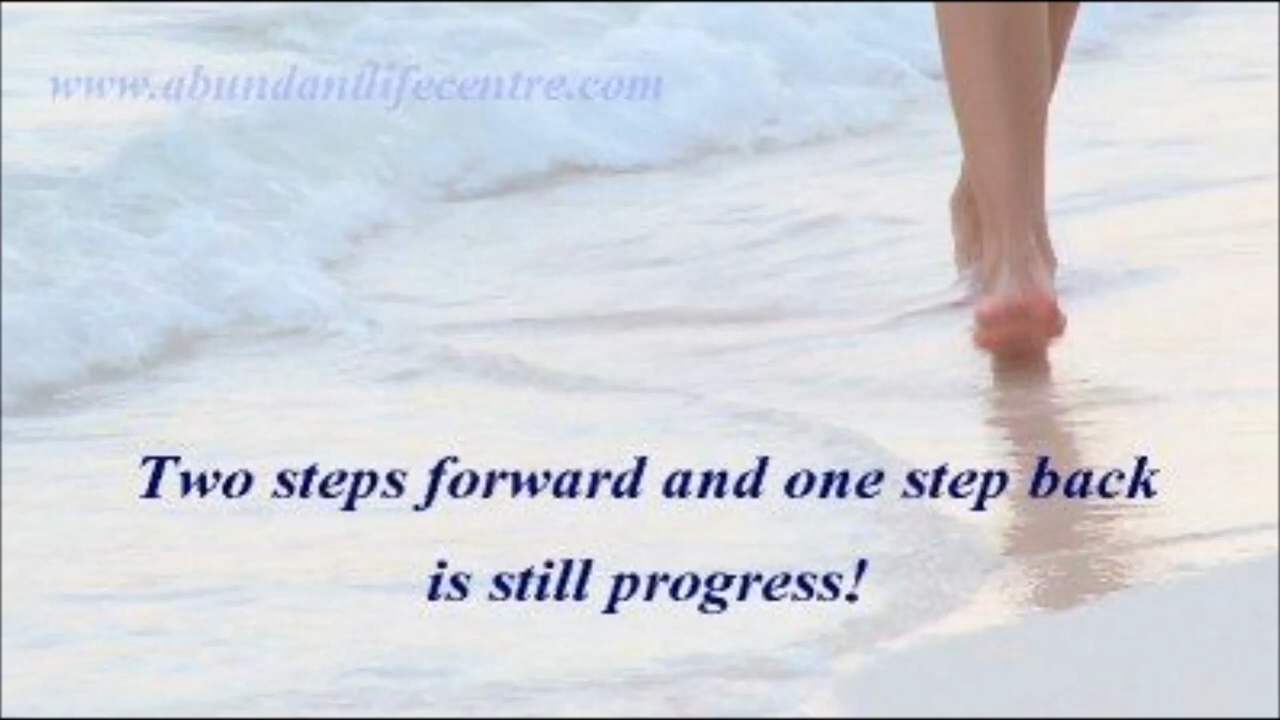 www.abundantlifecentre.com
Two steps forward and one step back
is still progress!